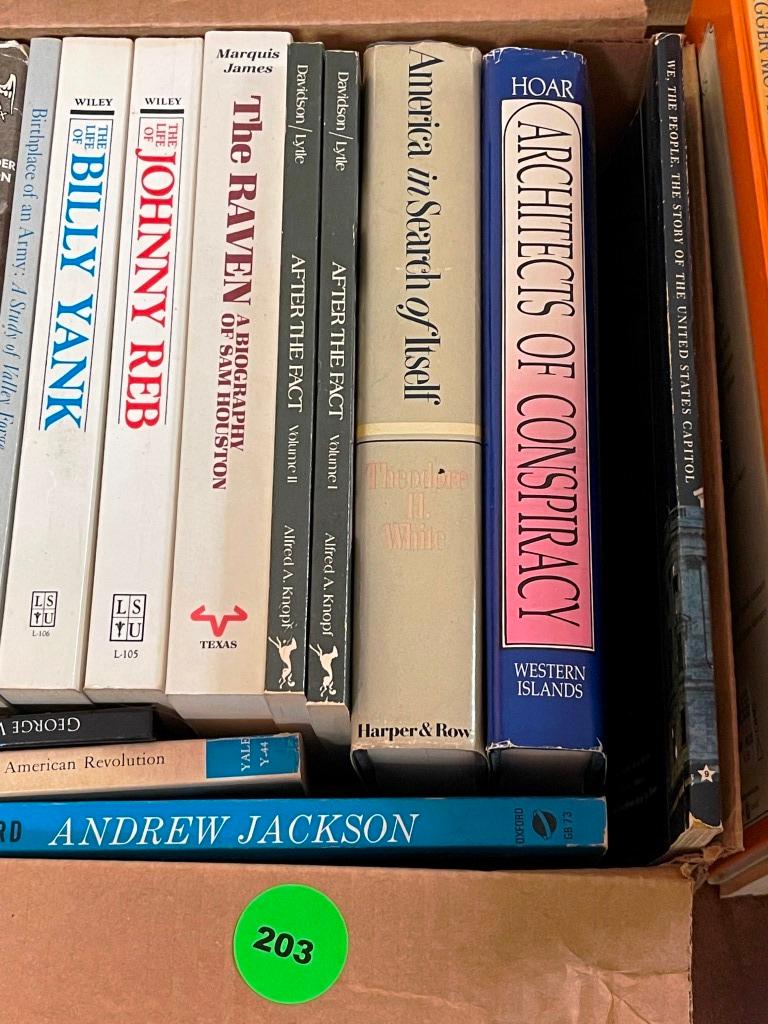 Birthplace of an Army: A Study of Valley Forge
WILEY
THE LIFE OF
BILLY YANK
LSU
L-106
WILEY
THE LIFE OF
JOHNNY REB
LSU
L-105
Marquis
James
The RAVEN
A BIOGRAPHY
OF SAM HOUSTON
TEXAS
Davidson/Lytle
AFTER THE FACT
Volume II
Alfred A. Knopf
Davidson/Lytle
AFTER THE FACT
Volume I
Alfred A. Knopf
America in Search of Itself
Theodore
H.
White
Harper & Row
HOAR
ARCHITECTS OF CONSPIRACY
WESTERN
ISLANDS
WE, THE PEOPLE, THE STORY OF THE UNITED STATES CAPITOL
9
GEORGE
American Revolution
YALE
Y-44
ANDREW JACKSON
OXFORD
GB 73
203